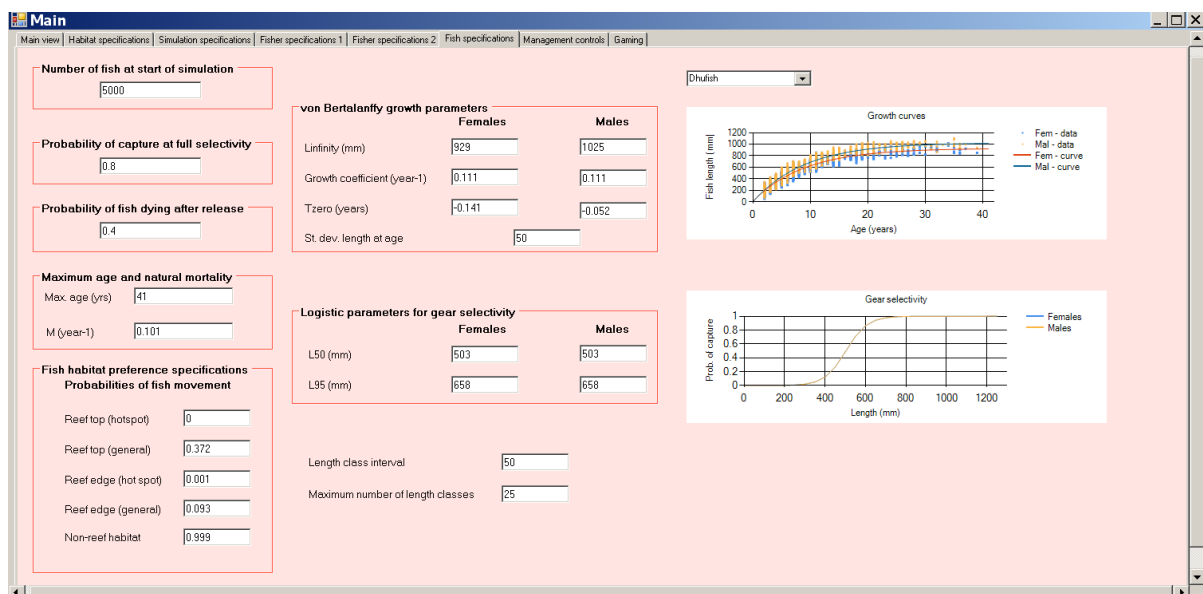 Main
Main view Habitat specifications Simulation specifications Fisher specifications 1 Fisher specifications 2 Fish specifications Management controls Gaming
Number of fish at start of simulation
5000
Probability of capture at full selectivity
0.8
Probability of fish dying after release
0.4
Maximum age and natural mortality
Max. age (yrs) 41
M (year-1) 0.101
Fish habitat preference specifications
Probabilities of fish movement
Reef top (hotspot) 0
Reef top (general) 0.372
Reef edge (hot spot) 0.001
Reef edge (general) 0.093
Non-reef habitat 0.999
von Bertalanffy growth parameters
Females Males
Linfinity (mm) 929 1025
Growth coefficient (year-1) 0.111 0.111
Tzero (years) -0.141 -0.052
St. dev. length at age 50
Logistic parameters for gear selectivity
Females Males
L50 (mm) 503 503
L95 (mm) 658 658
Length class interval 50
Maximum number of length classes 25
Dhufish
Growth curves
Fish length (mm)
1200
1000
800
600
400
200
0
0 10 20 30 40
Age (years)
Fem - data
Mal - data
Fem - curve
Mal - curve
Gear selectivity
Prob. of capture
1
0.8
0.6
0.4
0.2
0
0 200 400 600 800 1000 1200
Length (mm)
Females
Males